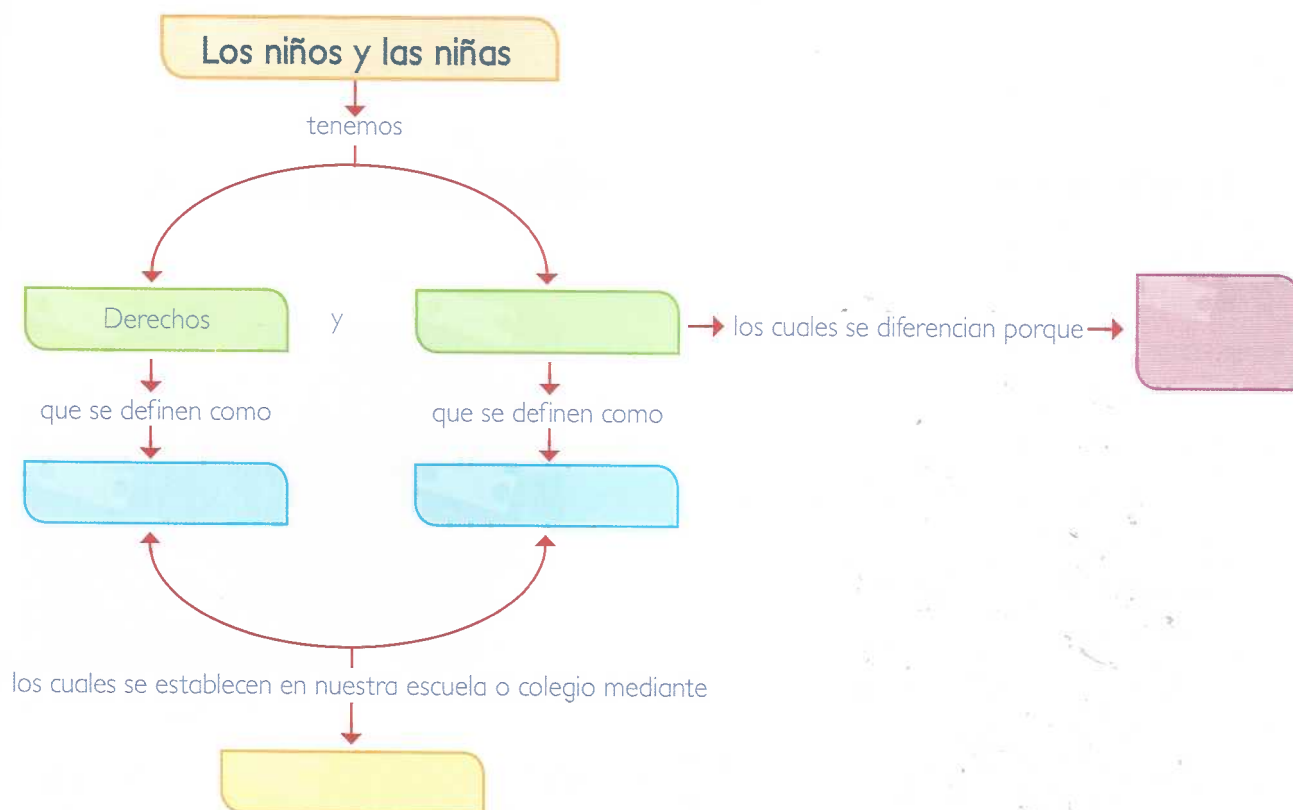 Los niños y las niñas
tenemos
Derechos
y
los cuales se diferencian porque
que se definen como
que se definen como
los cuales se establecen en nuestra escuela o colegio mediante